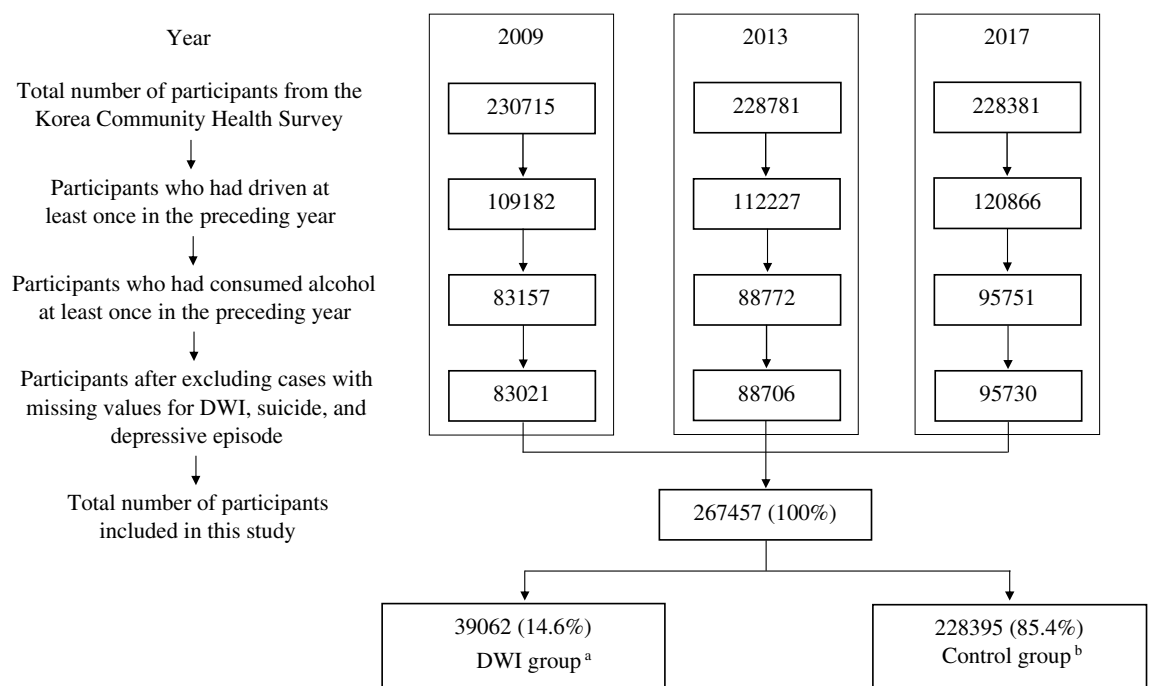 Year
2009
2013
2017
Total number of participants from the
Korea Community Health Survey
230715
228781
228381
Participants who had driven at
least once in the preceding year
109182
112227
120866
Participants who had consumed alcohol
at least once in the preceding year
83157
88772
95751
Participants after excluding cases with
missing values for DWI, suicide, and
depressive episode
83021
88706
95730
Total number of participants
included in this study
267457 (100%)
39062 (14.6%)
DWI group a
228395 (85.4%)
Control group b